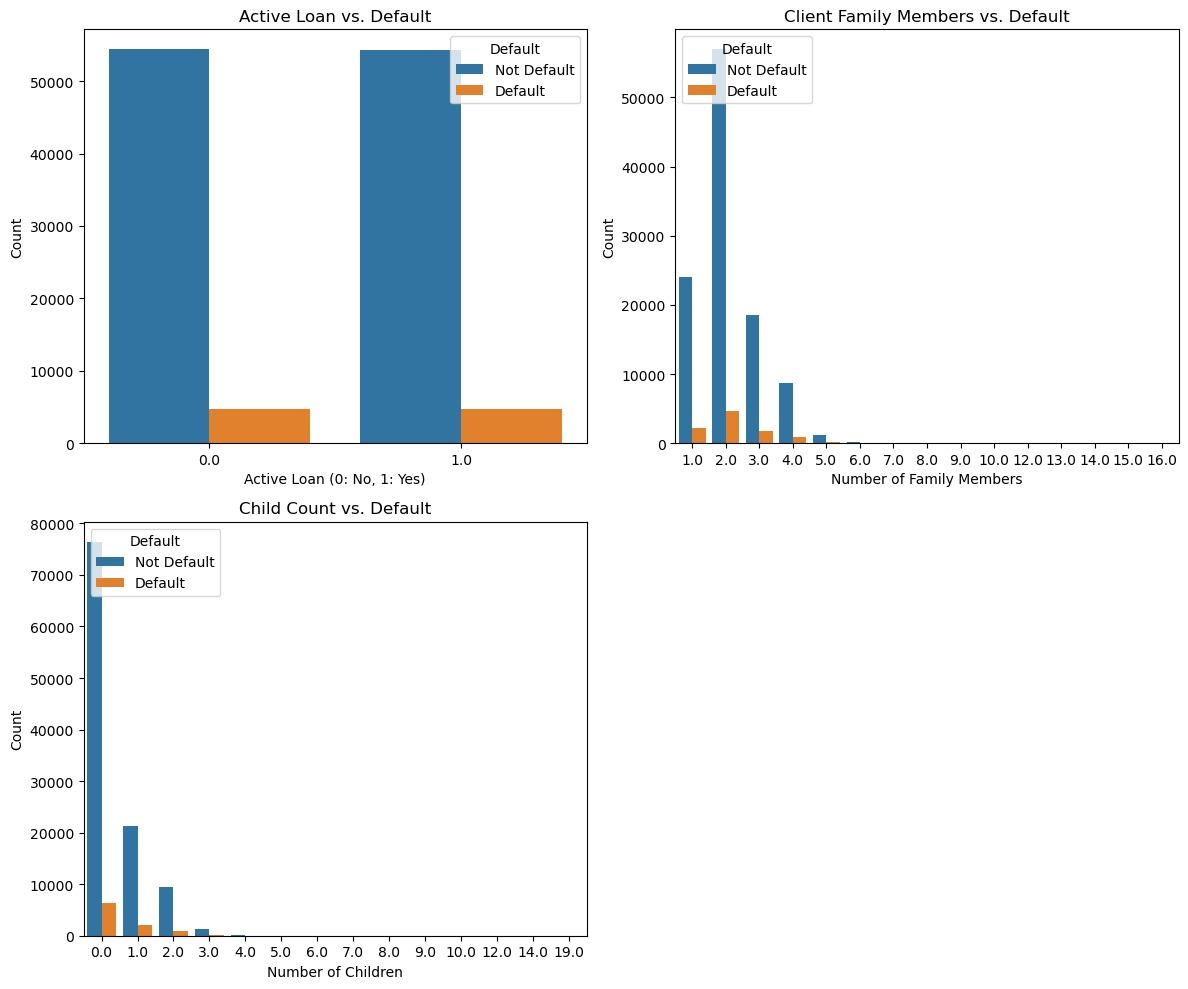 Active Loan vs. Default
Default
Not Default
Default
50000
40000
30000
20000
10000
0
Count
0.0 1.0
Active Loan (0: No, 1: Yes)
Client Family Members vs. Default
Default
Not Default
Default
50000
40000
30000
20000
10000
0
Count
1.0 2.0 3.0 4.0 5.0 6.0 7.0 8.0 9.0 10.0 12.0 13.0 14.0 15.0 16.0
Number of Family Members
Child Count vs. Default
Default
Not Default
Default
80000
70000
60000
50000
40000
30000
20000
10000
0
Count
0.0 1.0 2.0 3.0 4.0 5.0 6.0 7.0 8.0 9.0 10.0 12.0 14.0 19.0
Number of Children